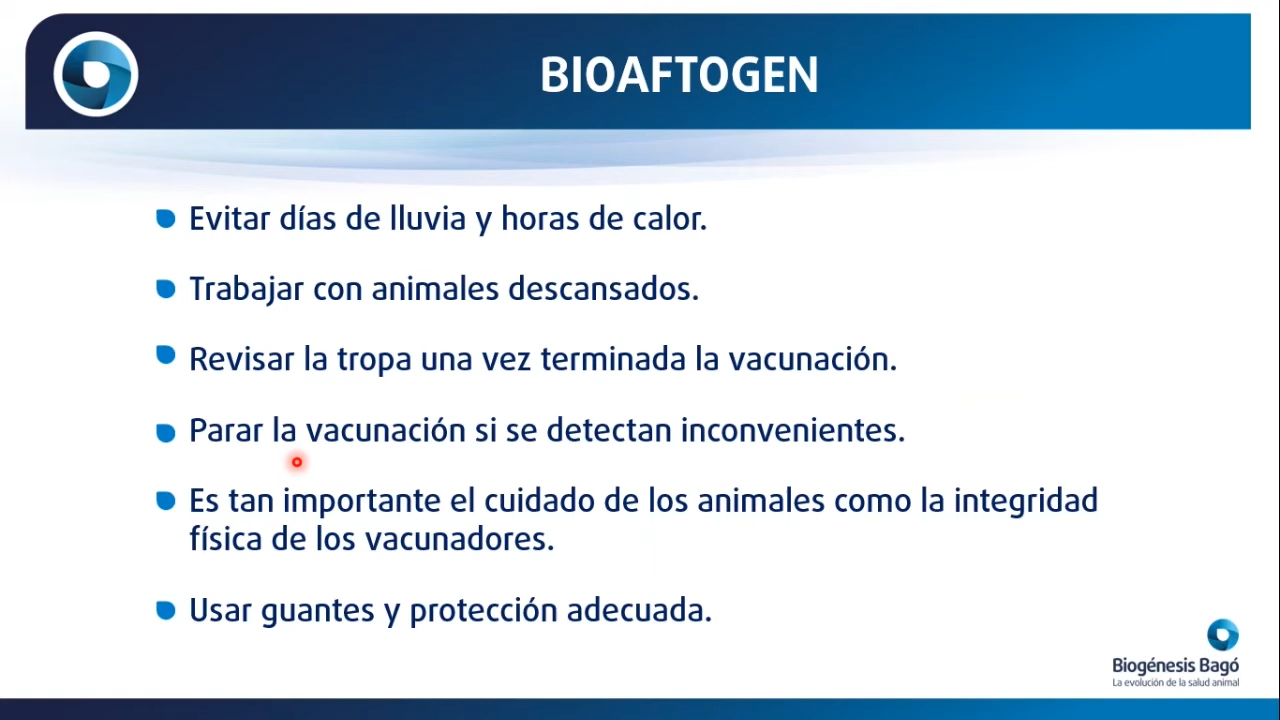 BIOAFTOGEN
Evitar días de lluvia y horas de calor.
Trabajar con animales descansados.
Revisar la tropa una vez terminada la vacunación.
Parar la vacunación si se detectan inconvenientes.
Es tan importante el cuidado de los animales como la integridad
física de los vacunadores.
Usar guantes y protección adecuada.
Biogénesis Bagó
La evolución de la salud animal